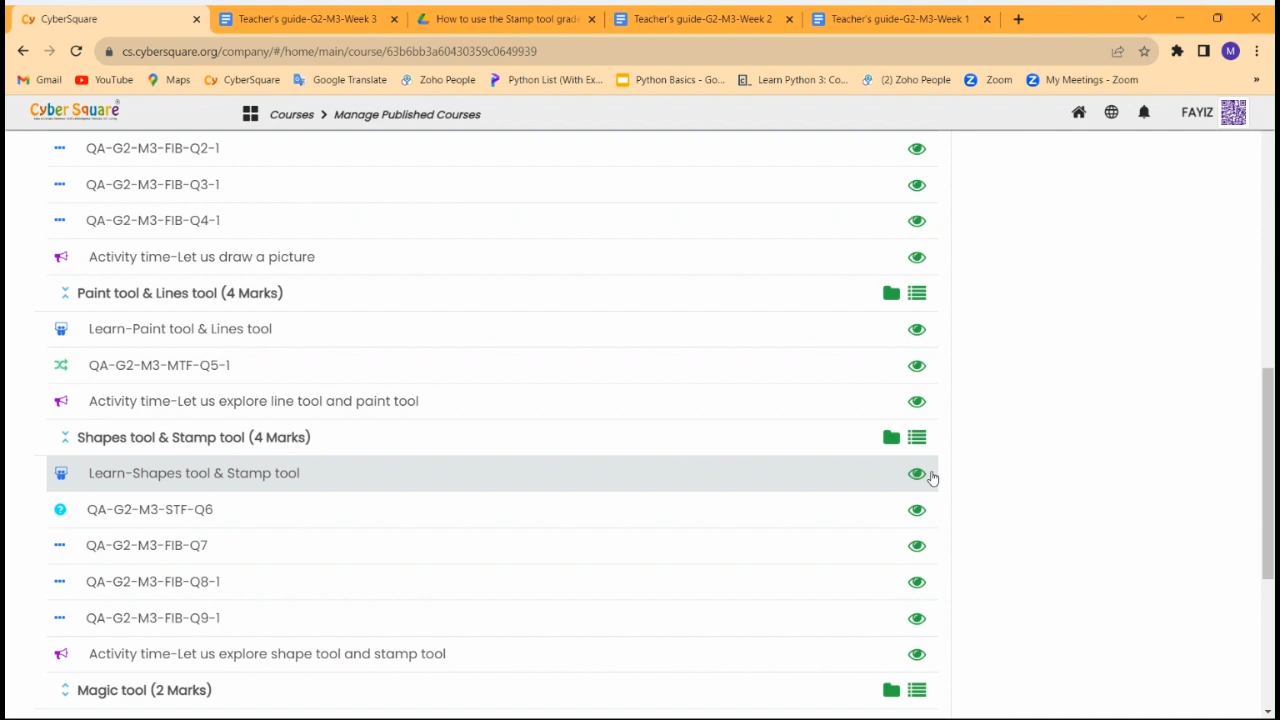 CyberSquare
Teacher's guide-G2-M3-Week 3
How to use the Stamp tool grade
Teacher's guide-G2-M3-Week 2
Teacher's guide-G2-M3-Week 1
cs.cybersquare.org/company/#/home/main/course/63b6bb3a60430359c0649939
M
Gmail
YouTube
Maps
CyberSquare
Google Translate
Zoho People
Python List (With Ex...
Python Basics - Go...
Learn Python 3: Co...
(2) Zoho People
Zoom
My Meetings - Zoom
»
Cyber Square
Courses > Manage Published Courses
FAYIZ
QA-G2-M3-FIB-Q2-1
QA-G2-M3-FIB-Q3-1
QA-G2-M3-FIB-Q4-1
Activity time-Let us draw a picture
Paint tool & Lines tool (4 Marks)
Learn-Paint tool & Lines tool
QA-G2-M3-MTF-Q5-1
Activity time-Let us explore line tool and paint tool
Shapes tool & Stamp tool (4 Marks)
Learn-Shapes tool & Stamp tool
QA-G2-M3-STF-Q6
QA-G2-M3-FIB-Q7
QA-G2-M3-FIB-Q8-1
QA-G2-M3-FIB-Q9-1
Activity time-Let us explore shape tool and stamp tool
Magic tool (2 Marks)